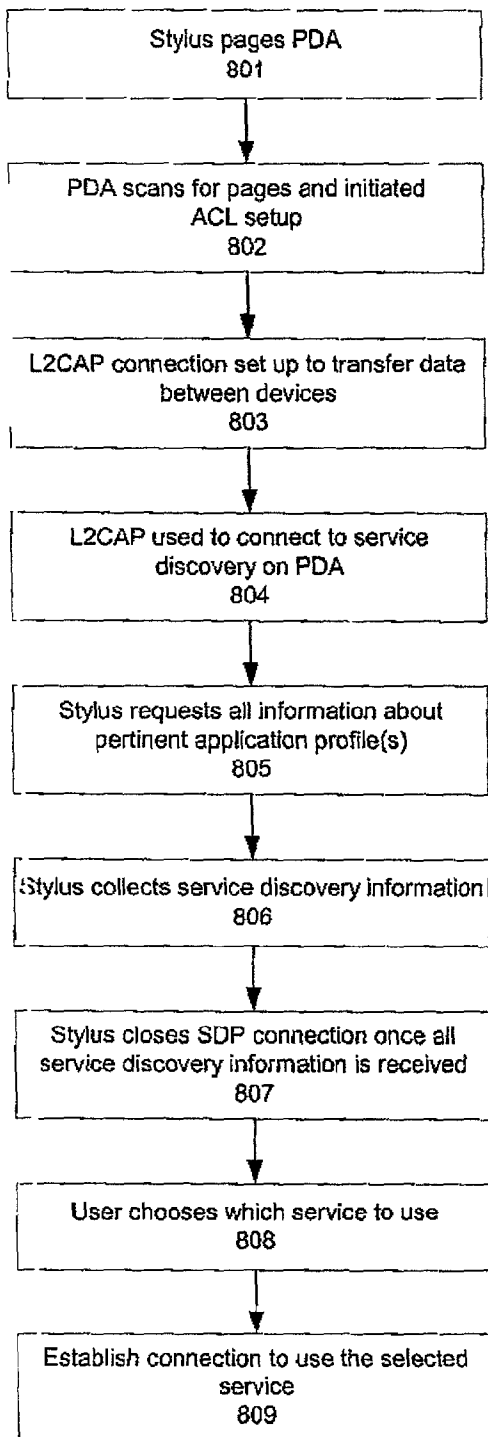 Stylus pages PDA
801
PDA scans for pages and initiated
ACL setup
802
L2CAP connection set up to transfer data
between devices
803
L2CAP used to connect to service
discovery on PDA
804
Stylus requests all information about
pertinent application profile(s)
805
Stylus collects service discovery information
806
Stylus closes SDP connection once all
service discovery information is received
807
User chooses which service to use
808
Establish connection to use the selected
service
809